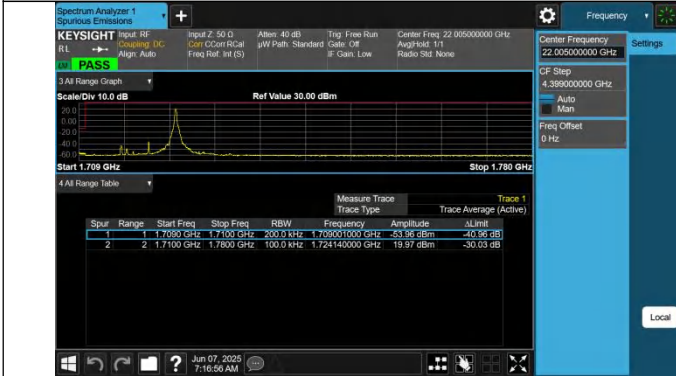 Spectrum Analyzer 1
Spurious Emissions
+
Frequency
KEYSIGHT
Input: RF
Input Z: 50 Ω
Atten: 40 dB
Trig: Free Run
Center Freq: 22.005000000 GHz
RL
Coupling: DC
Corr CCorr RCal
µW Path: Standard
Gate: Off
Avg|Hold: 1/1
Align: Auto
Freq Ref: Int (S)
IF Gain: Low
Radio Std: None
PASS
Center Frequency
22.005000000 GHz
Settings
CF Step
4.399000000 GHz
Auto
Man
Freq Offset
0 Hz
3 All Range Graph
Scale/Div 10.0 dB
Ref Value 30.00 dBm
20.0
0.00
-20.0
-40.0
-60.0
Start 1.709 GHz
Stop 1.780 GHz
4 All Range Table
Measure Trace
Trace 1
Trace Type
Trace Average (Active)
Spur Range Start Freq Stop Freq RBW Frequency Amplitude ΔLimit
1 1 1.7090 GHz 1.7100 GHz 200.0 kHz 1.709001000 GHz -53.96 dBm -40.96 dB
2 2 1.7100 GHz 1.7800 GHz 100.0 kHz 1.724140000 GHz 19.97 dBm -30.03 dB
Local
?
Jun 07, 2025
7:16:56 AM